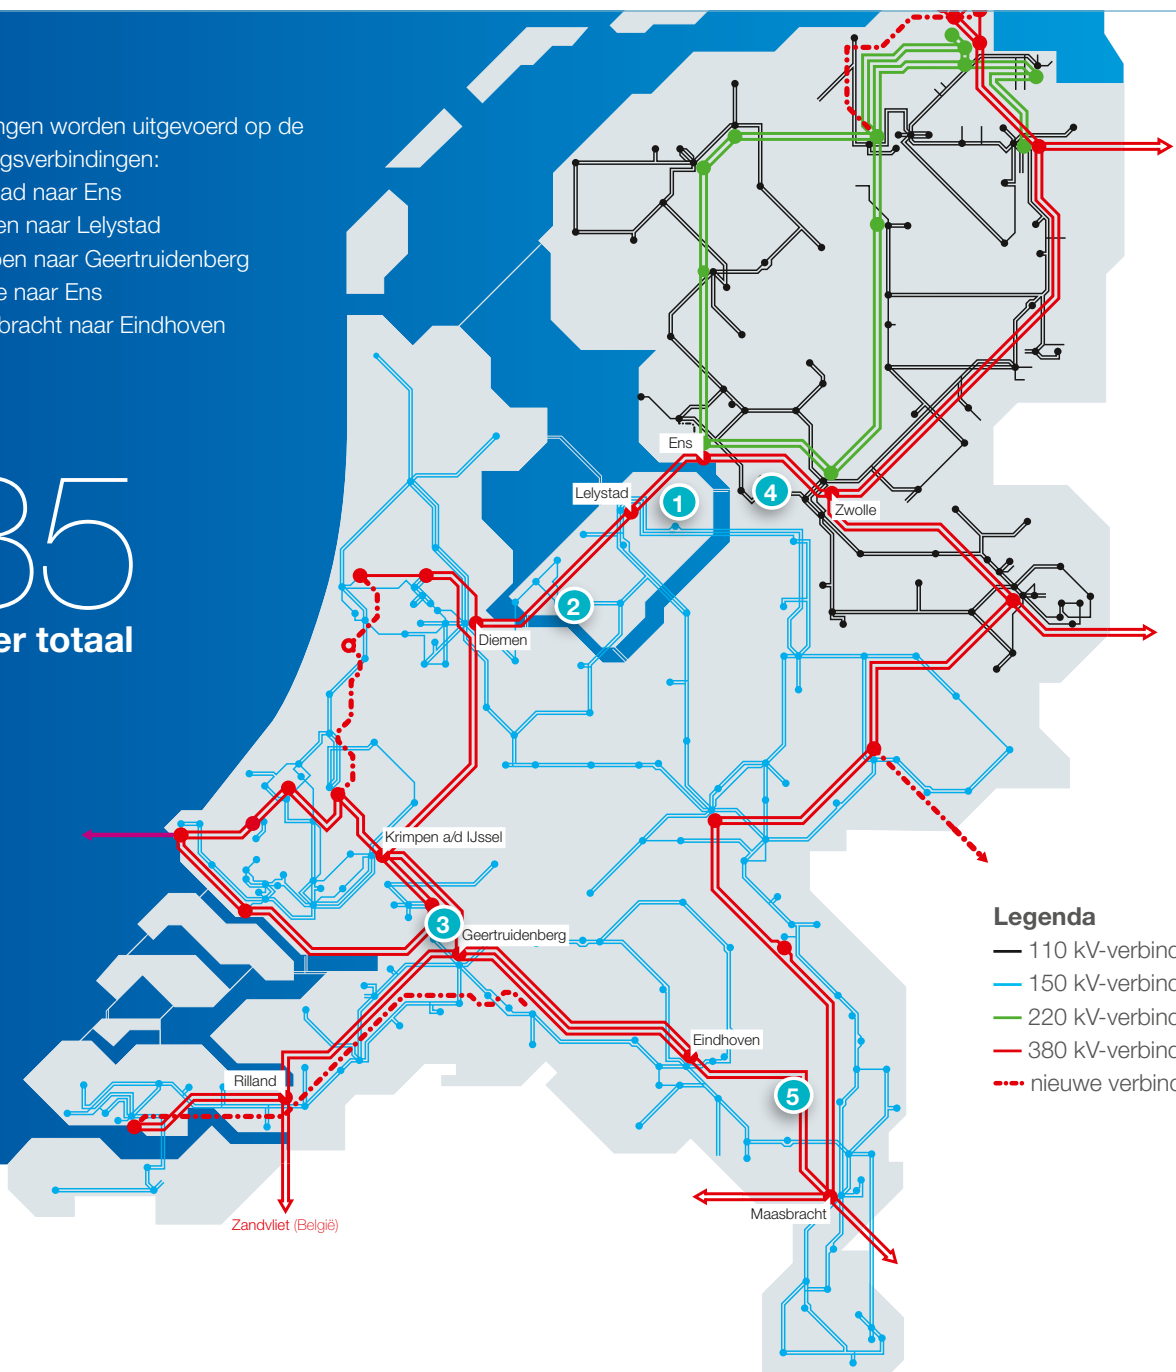 ngen worden uitgevoerd op de
gsverbindingen:
ad naar Ens
en naar Lelystad
pen naar Geertruidenberg
e naar Ens
bracht naar Eindhoven
35
er totaal
Ens
Lelystad
1
4
Zwolle
2
Diemen
Krimpen a/d IJssel
3
Geertruidenberg
Eindhoven
Rilland
5
Maasbracht
Zandvliet (België)
Legenda
110 kV-verbind
150 kV-verbind
220 kV-verbind
380 kV-verbind
nieuwe verbind